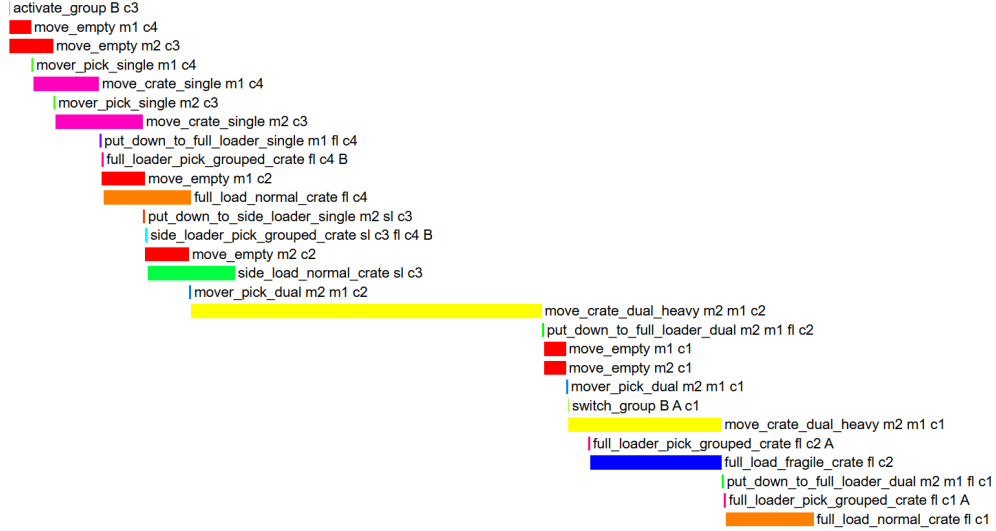 activate_group B c3
move_empty m1 c4
move_empty m2 c3
mover_pick_single m1 c4
move_crate_single m1 c4
mover_pick_single m2 c3
move_crate_single m2 c3
put_down_to_full_loader_single m1 fl c4
full_loader_pick_grouped_crate fl c4 B
move_empty m1 c2
full_load_normal_crate fl c4
put_down_to_side_loader_single m2 sl c3
side_loader_pick_grouped_crate sl c3 fl c4 B
move_empty m2 c2
side_load_normal_crate sl c3
mover_pick_dual m2 m1 c2
move_crate_dual_heavy m2 m1 c2
put_down_to_full_loader_dual m2 m1 fl c2
move_empty m1 c1
move_empty m2 c1
mover_pick_dual m2 m1 c1
switch_group B A c1
move_crate_dual_heavy m2 m1 c1
full_loader_pick_grouped_crate fl c2 A
full_load_fragile_crate fl c2
put_down_to_full_loader_dual m2 m1 fl c1
full_loader_pick_grouped_crate fl c1 A
full_load_normal_crate fl c1